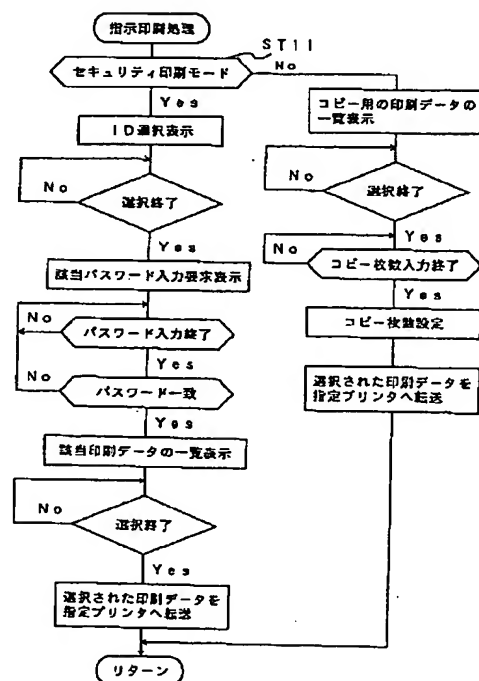 指示印刷処理
ST11
セキュリティ印刷モード
No
Yes
ID選択表示
No
選択終了
Yes
該当パスワード入力要求表示
No
パスワード入力終了
Yes
No
パスワード一致
Yes
該当印刷データの一覧表示
No
選択終了
Yes
選択された印刷データを
指定プリンタへ転送
コピー用の印刷データの
一覧表示
No
選択終了
Yes
No
コピー枚数入力終了
Yes
コピー枚数設定
選択された印刷データを
指定プリンタへ転送
リターン